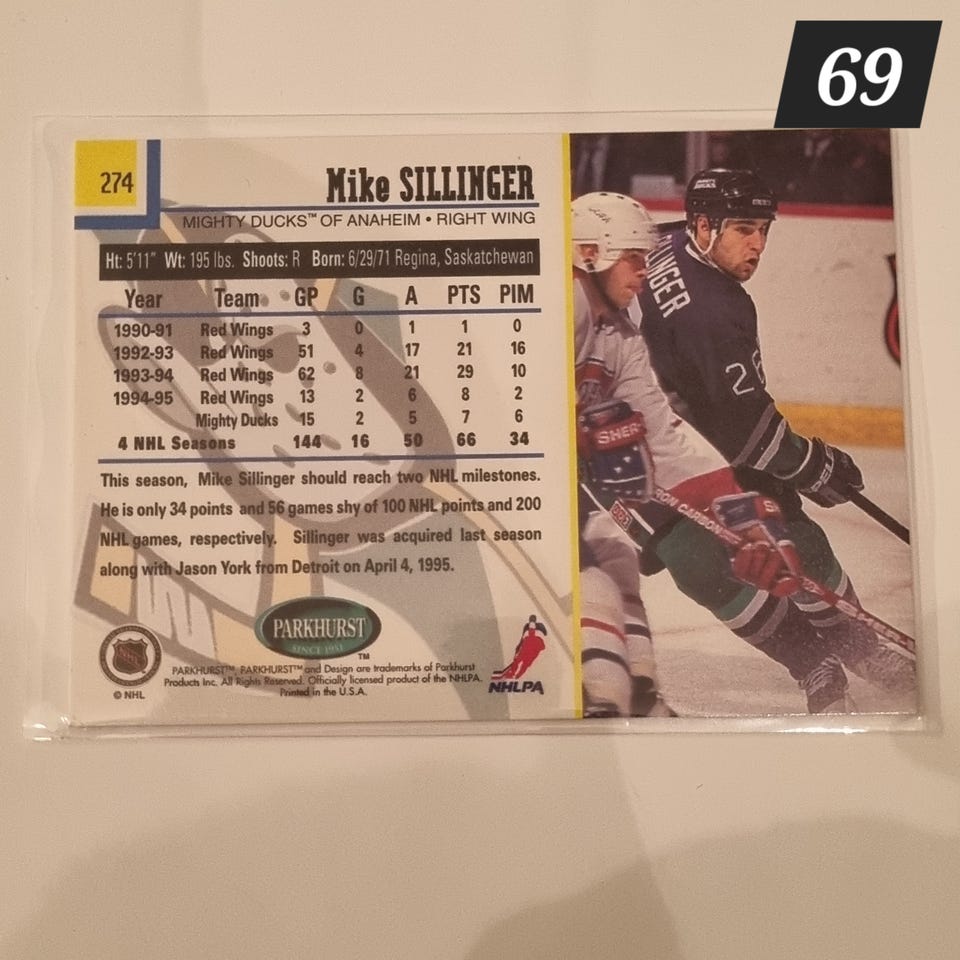 69
274
Mike SILLINGER
MIGHTY DUCKS™ OF ANAHEIM • RIGHT WING
Ht: 5'11" Wt: 195 lbs. Shoots: R Born: 6/29/71 Regina, Saskatchewan
Year Team GP G A PTS PIM
1990-91 Red Wings 3 0 1 1 0
1992-93 Red Wings 51 4 17 21 16
1993-94 Red Wings 62 8 21 29 10
1994-95 Red Wings 13 2 6 8 2
Mighty Ducks 15 2 5 7 6
4 NHL Seasons 144 16 50 66 34
This season, Mike Sillinger should reach two NHL milestones.
He is only 34 points and 56 games shy of 100 NHL points and 200
NHL games, respectively. Sillinger was acquired last season
along with Jason York from Detroit on April 4, 1995.
PARKHURST
SINCE 1951
™
NHL
© NHL
PARKHURST™, PARKHURST™ and Design are trademarks of Parkhurst
Products Inc. All Rights Reserved. Officially licensed product of the NHLPA.
Printed in the U.S.A.
NHLPA
LLINGER
26
SHER-
RON CARBON